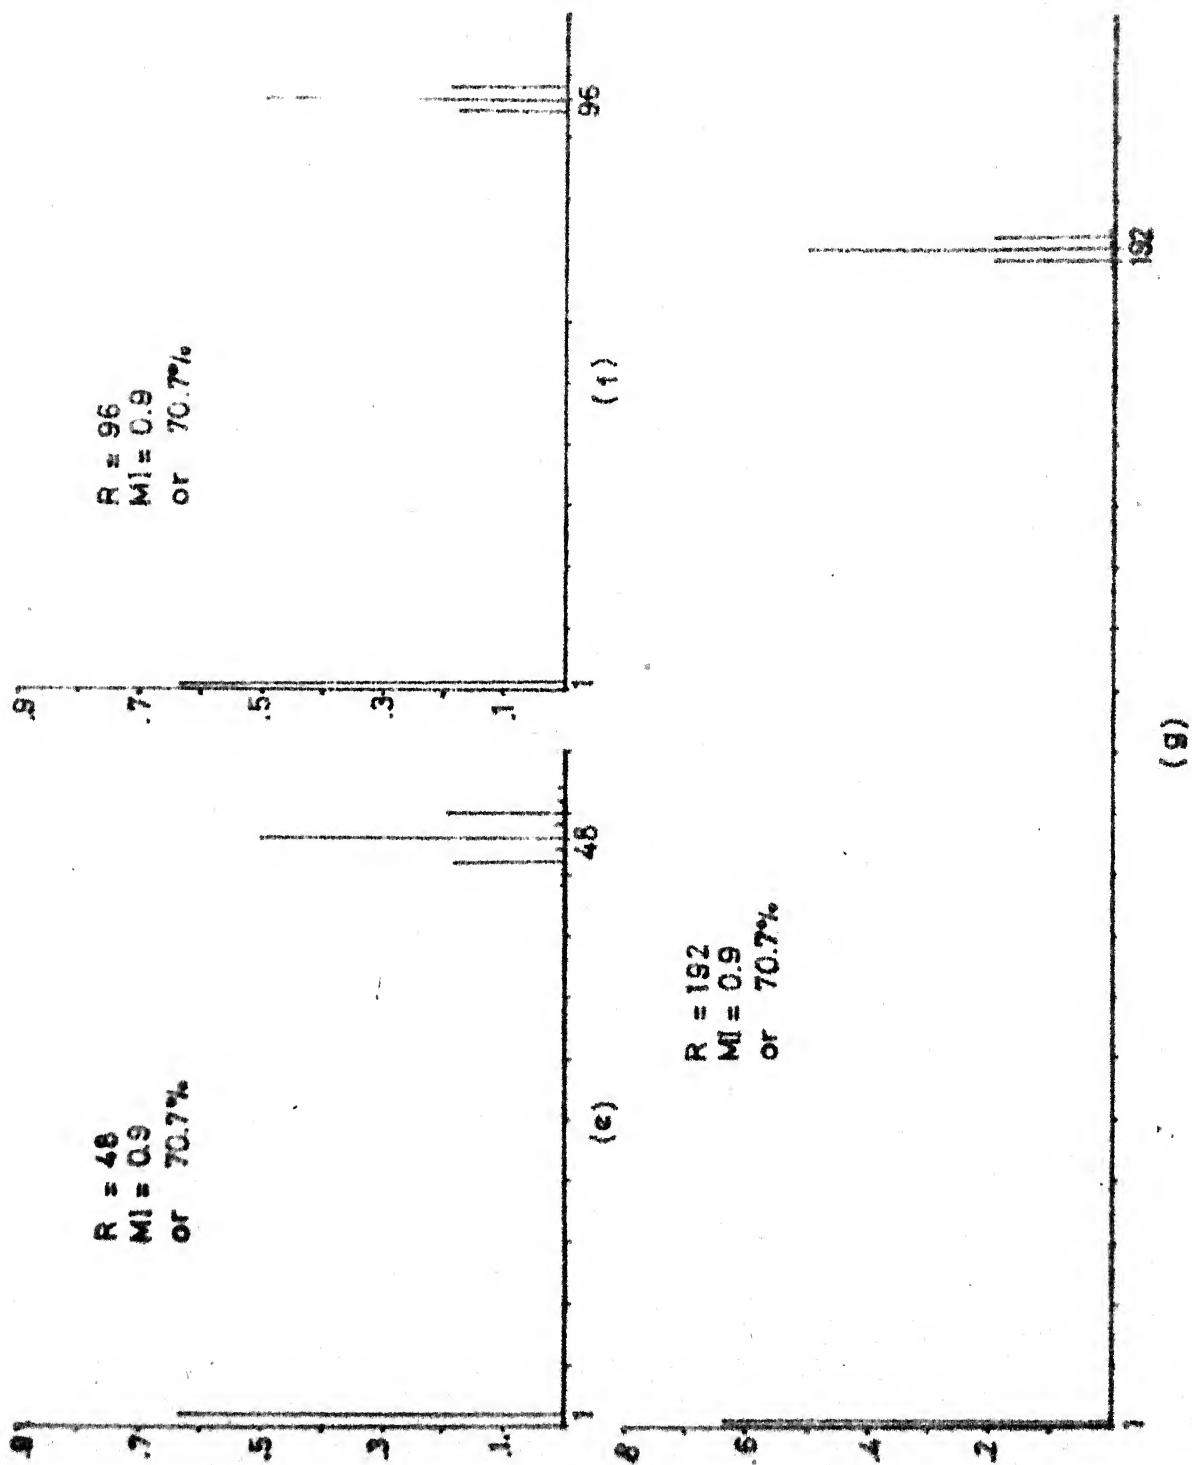 R = 48
MI = 0.9
or 70.7%
.9
.7
.5
.3
.1
1
48
(e)
R = 96
MI = 0.9
or 70.7%
.9
.7
.5
.3
.1
1
96
(f)
R = 192
MI = 0.9
or 70.7%
.8
.6
.4
.2
1
192
(g)